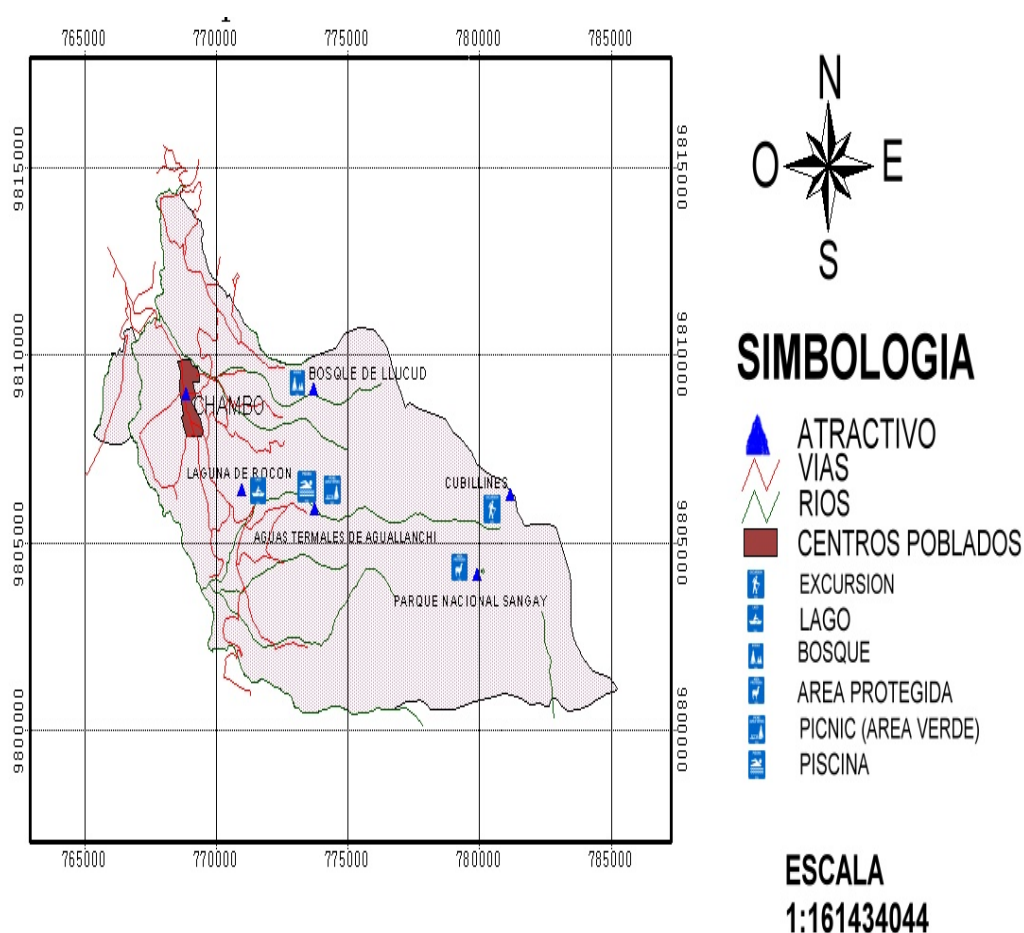 765000 770000 775000 780000 785000
9815000 9815000
9810000 9810000
9805000 9805000
9800000 9800000
BOSQUE DE LLUCUD
CHAMBO
LAGUNA DE ROCON
CUBILLINES
AGUAS TERMALES DE AGUALLANCHI
PARQUE NACIONAL SANGAY
765000 770000 775000 780000 785000
N
O E
S
SIMBOLOGIA
ATRACTIVO
VIAS
RIOS
CENTROS POBLADOS
EXCURSION
LAGO
BOSQUE
AREA PROTEGIDA
PICNIC (AREA VERDE)
PISCINA
ESCALA
1:161434044